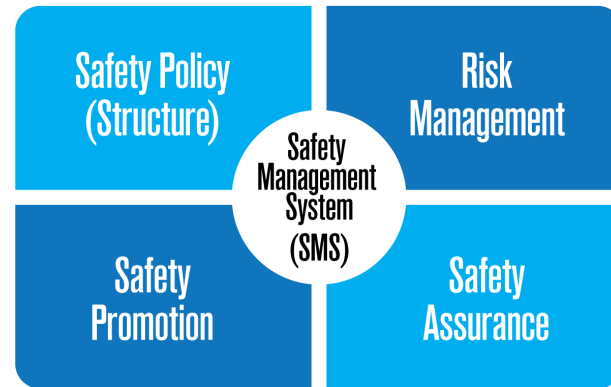 Safety Policy
(Structure)
Risk
Management
Safety
Management
System
(SMS)
Safety
Promotion
Safety
Assurance